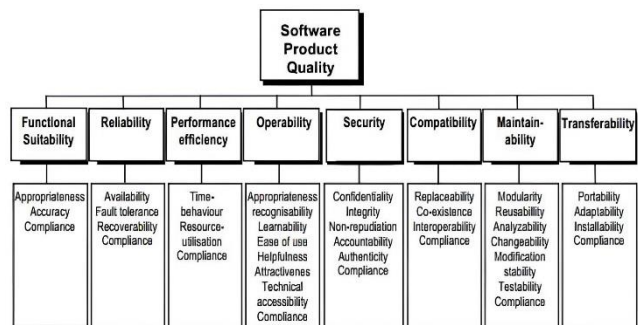 Software
Product
Quality
Functional
Suitability
Reliability
Performance
efficiency
Operability
Security
Compatibility
Maintain-
ability
Transferability
Appropriateness
Accuracy
Compliance
Availability
Fault tolerance
Recoverability
Compliance
Time-
behaviour
Resource-
utilisation
Compliance
Appropriateness
recognisability
Learnability
Ease of use
Helpfulness
Attractivenes
Technical
accessibility
Compliance
Confidentiality
Integrity
Non-repudiation
Accountability
Authenticity
Compliance
Replaceability
Co-existence
Interoperability
Compliance
Modularity
Reusabillity
Analyzability
Changeability
Modification
stability
Testability
Compliance
Portability
Adaptability
Installability
Compliance